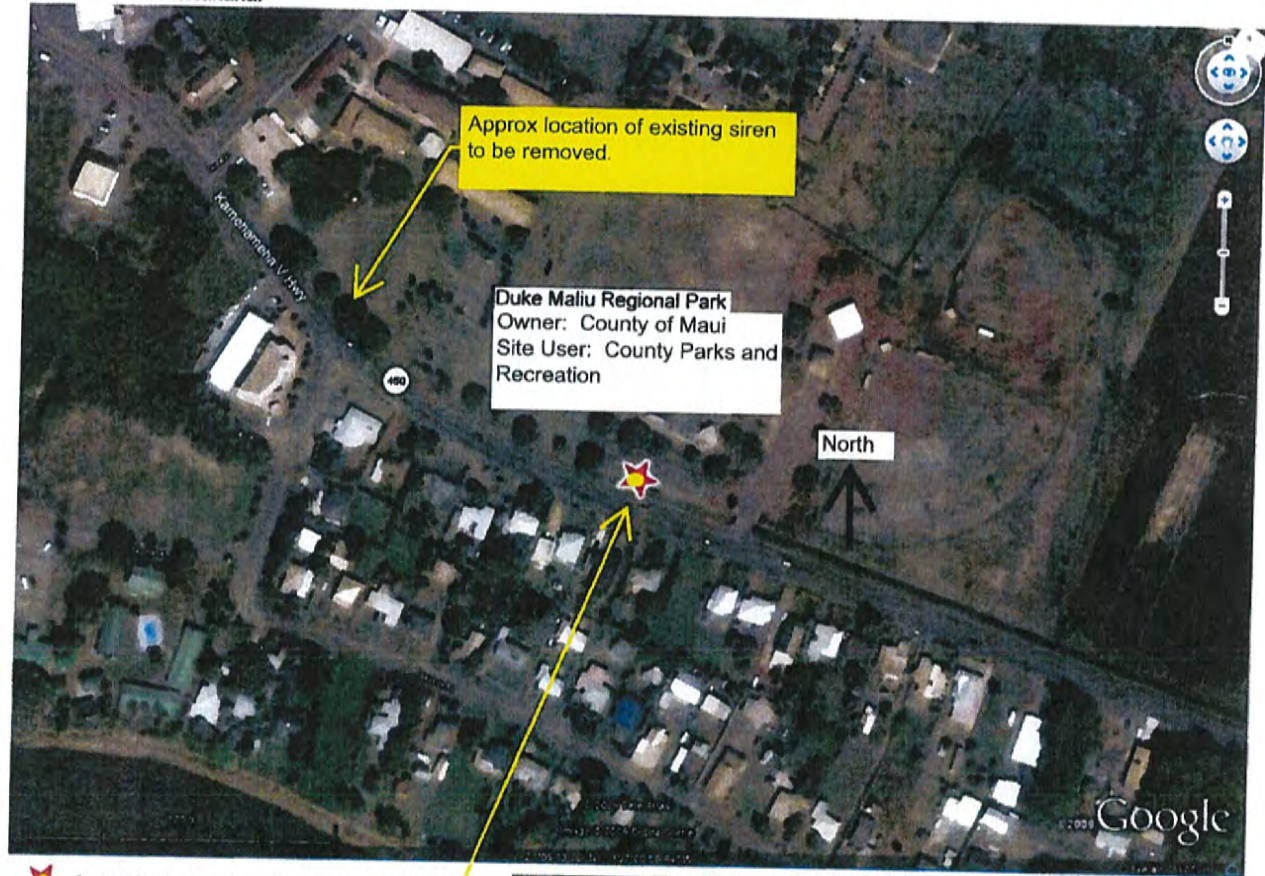 Approx location of existing siren
to be removed.
Kamehameha V Hwy
Duke Maliu Regional Park
Owner: County of Maui
Site User: County Parks and
Recreation
450
North
©2009 Google